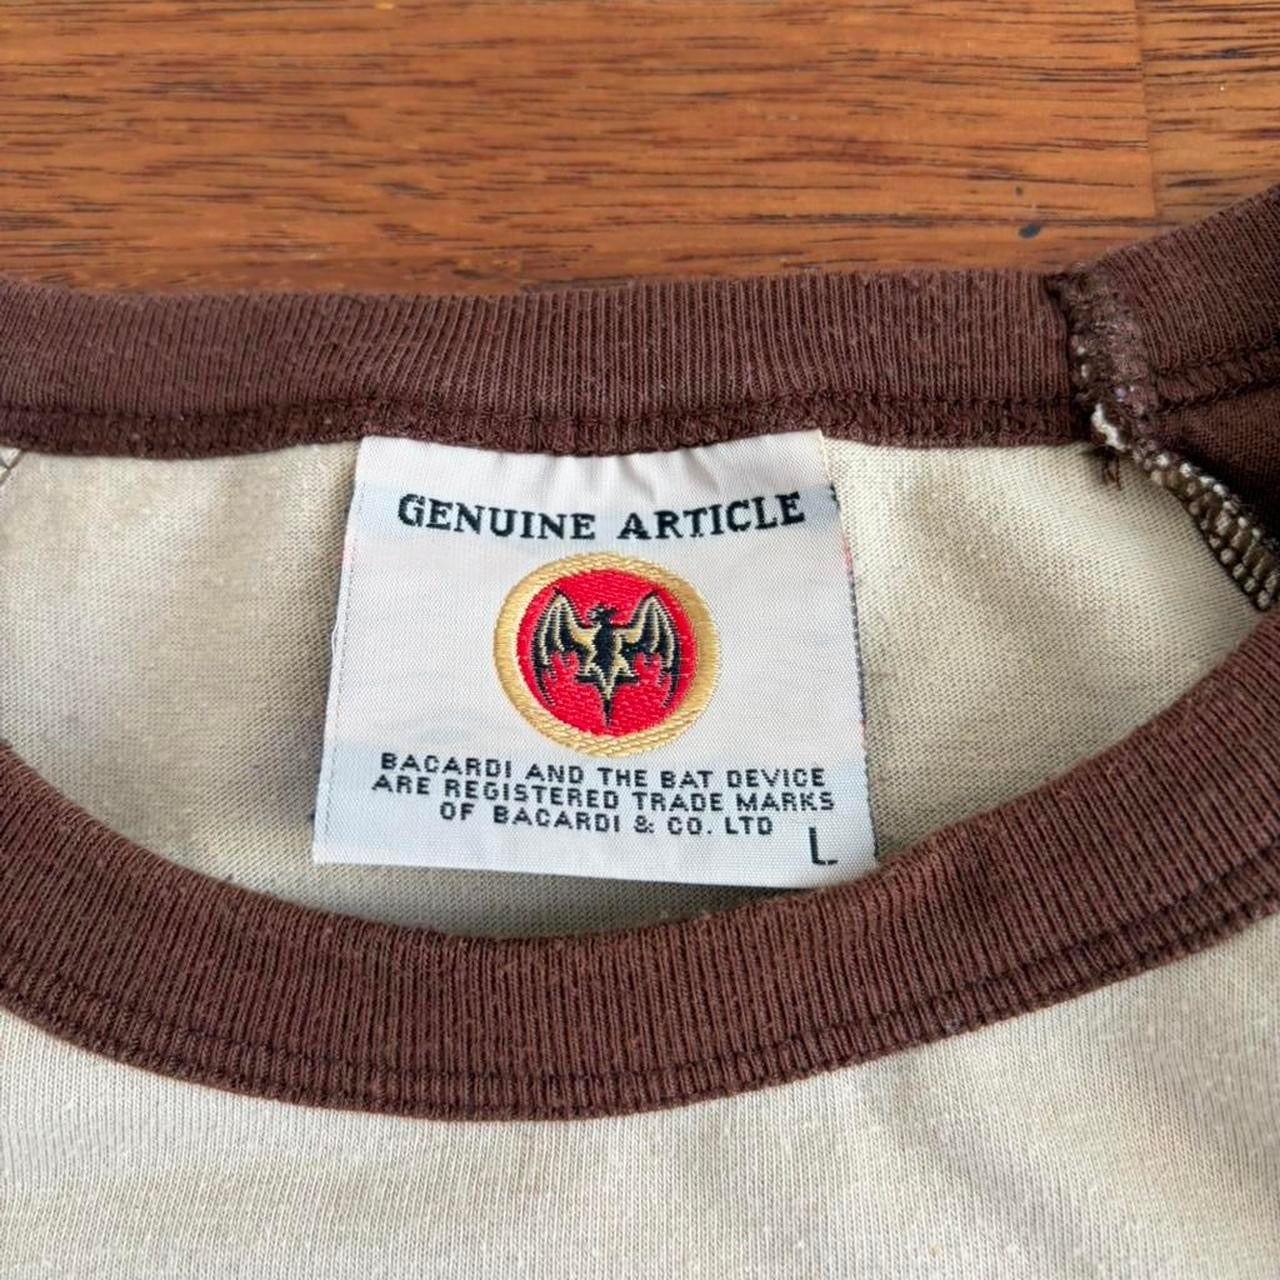 GENUINE ARTICLE
BACARDI AND THE BAT DEVICE
ARE REGISTERED TRADE MARKS
OF BACARDI & CO. LTD
L